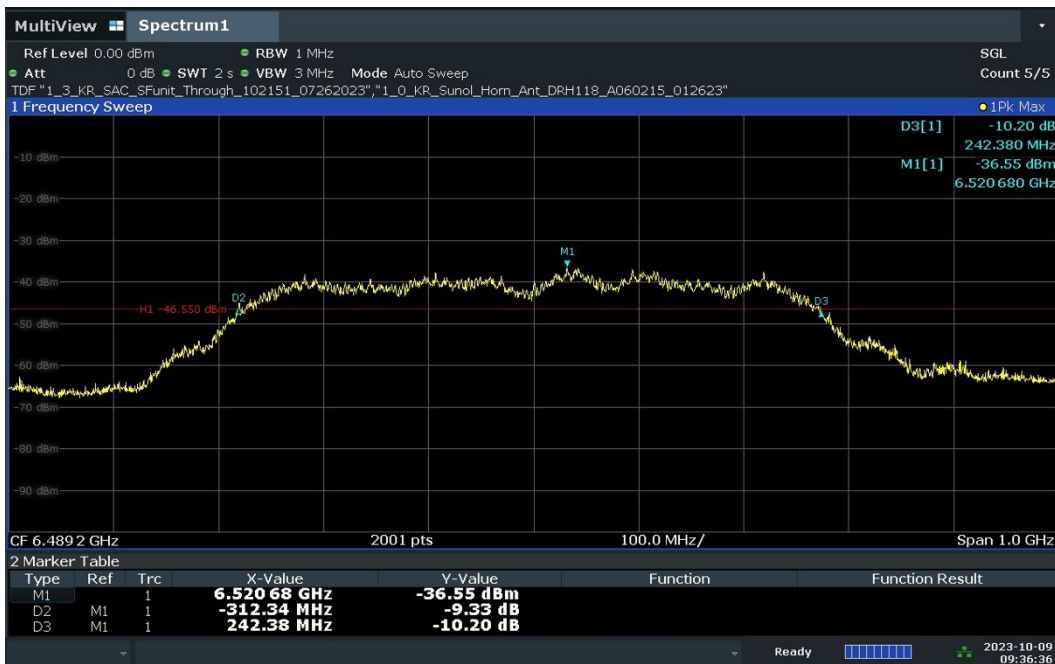 MultiView Spectrum1
Ref Level 0.00 dBm RBW 1 MHz SGL
Att 0 dB SWT 2 s VBW 3 MHz Mode Auto Sweep Count 5/5
TDF "1_3_KR_SAC_SFunit_Through_102151_07262023","1_0_KR_Sunol_Horn_Ant_DRH118_A060215_012623"
1 Frequency Sweep 1Pk Max
D3[1] -10.20 dB
242.380 MHz
-10 dBm
M1[1] -36.55 dBm
6.520 680 GHz
-20 dBm
-30 dBm
M1
-40 dBm
D2
D3
H1 -46.550 dBm
-50 dBm
-60 dBm
-70 dBm
-80 dBm
-90 dBm
CF 6.489 2 GHz 2001 pts 100.0 MHz/ Span 1.0 GHz
2 Marker Table
Type Ref Trc X-Value Y-Value Function Function Result
M1 1 6.520 68 GHz -36.55 dBm
D2 M1 1 -312.34 MHz -9.33 dB
D3 M1 1 242.38 MHz -10.20 dB
Ready 2023-10-09
09:36:36